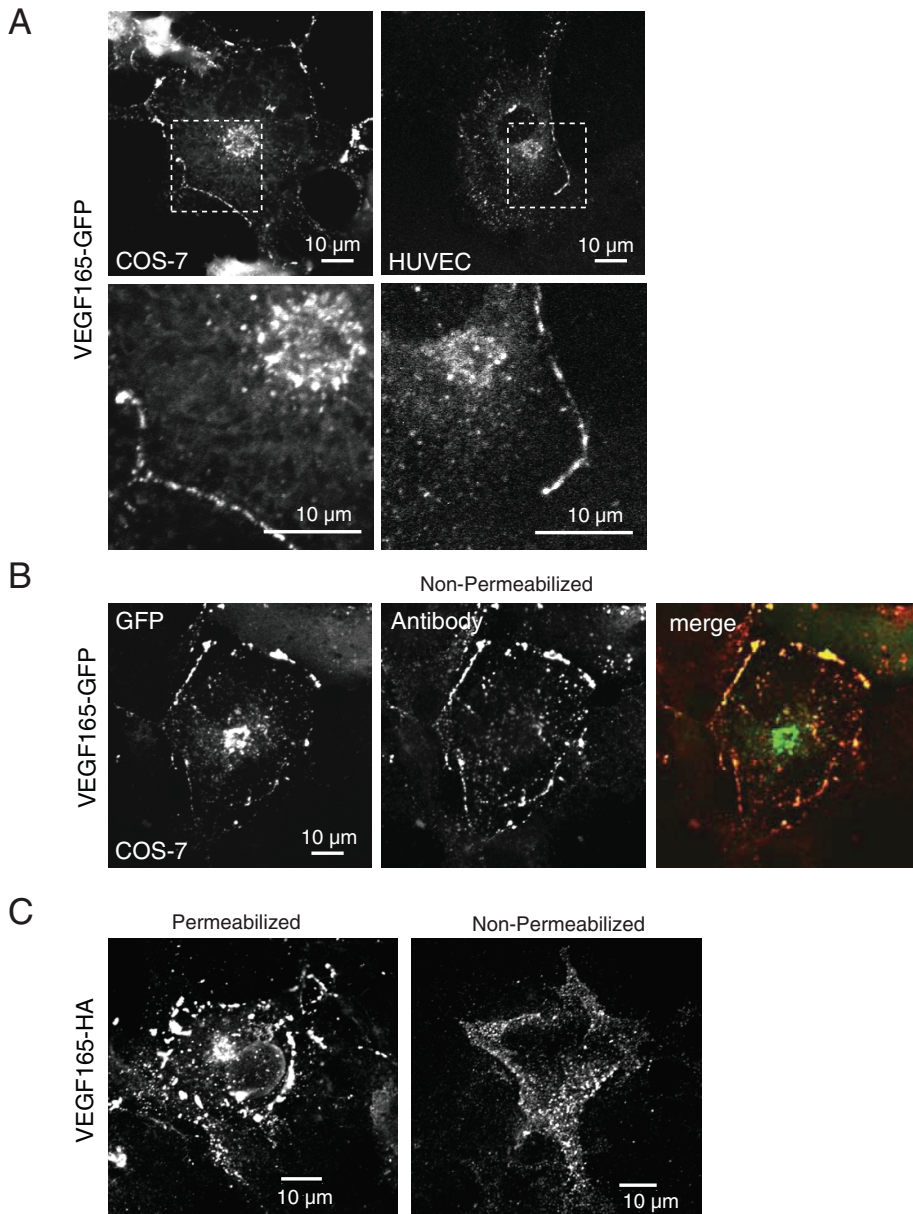 A
VEGF165-GFP
COS-7
10 µm
HUVEC
10 µm
10 µm
10 µm
B
Non-Permeabilized
VEGF165-GFP
GFP
COS-7
10 µm
Antibody
merge
C
Permeabilized
Non-Permeabilized
VEGF165-HA
10 µm
10 µm